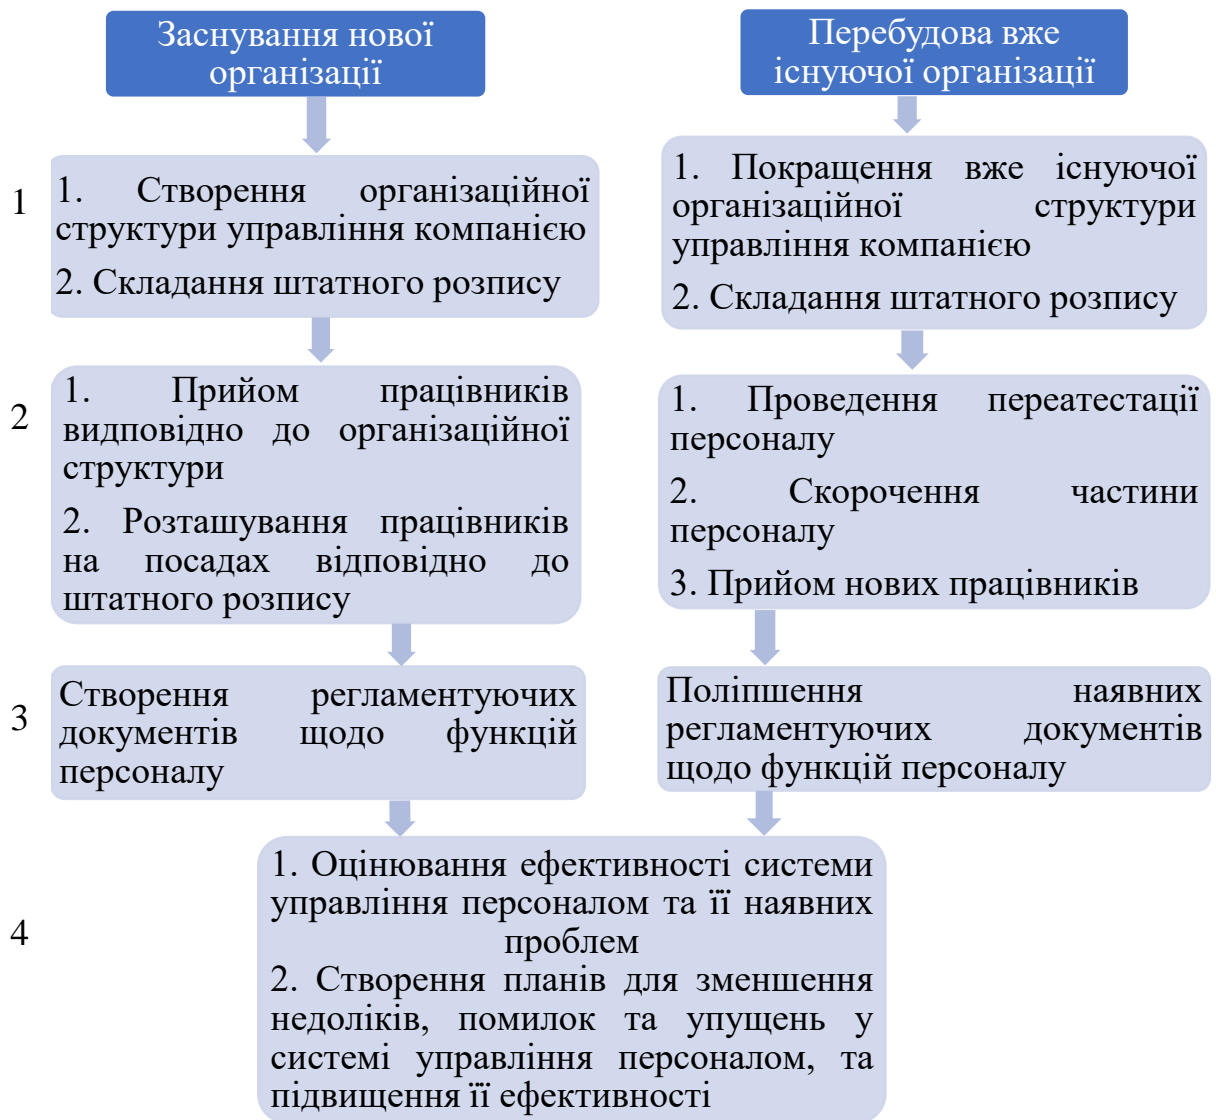 Заснування нової
організації
Перебудова вже
існуючої організації
1
1. Створення організаційної
структури управління компанією
2. Складання штатного розпису
1. Покращення вже існуючої
організаційної структури
управління компанією
2. Складання штатного розпису
2
1. Прийом працівників
видповідно до організаційної
структури
2. Розташування працівників
на посадах відповідно до
штатного розпису
1. Проведення переатестації
персоналу
2. Скорочення частини
персоналу
3. Прийом нових працівників
3
Створення регламентуючих
документів щодо функцій
персоналу
Поліпшення наявних
регламентуючих документів
щодо функцій персоналу
4
1. Оцінювання ефективності системи
управління персоналом та її наявних
проблем
2. Створення планів для зменшення
недоліків, помилок та упущень у
системі управління персоналом, та
підвищення її ефективності